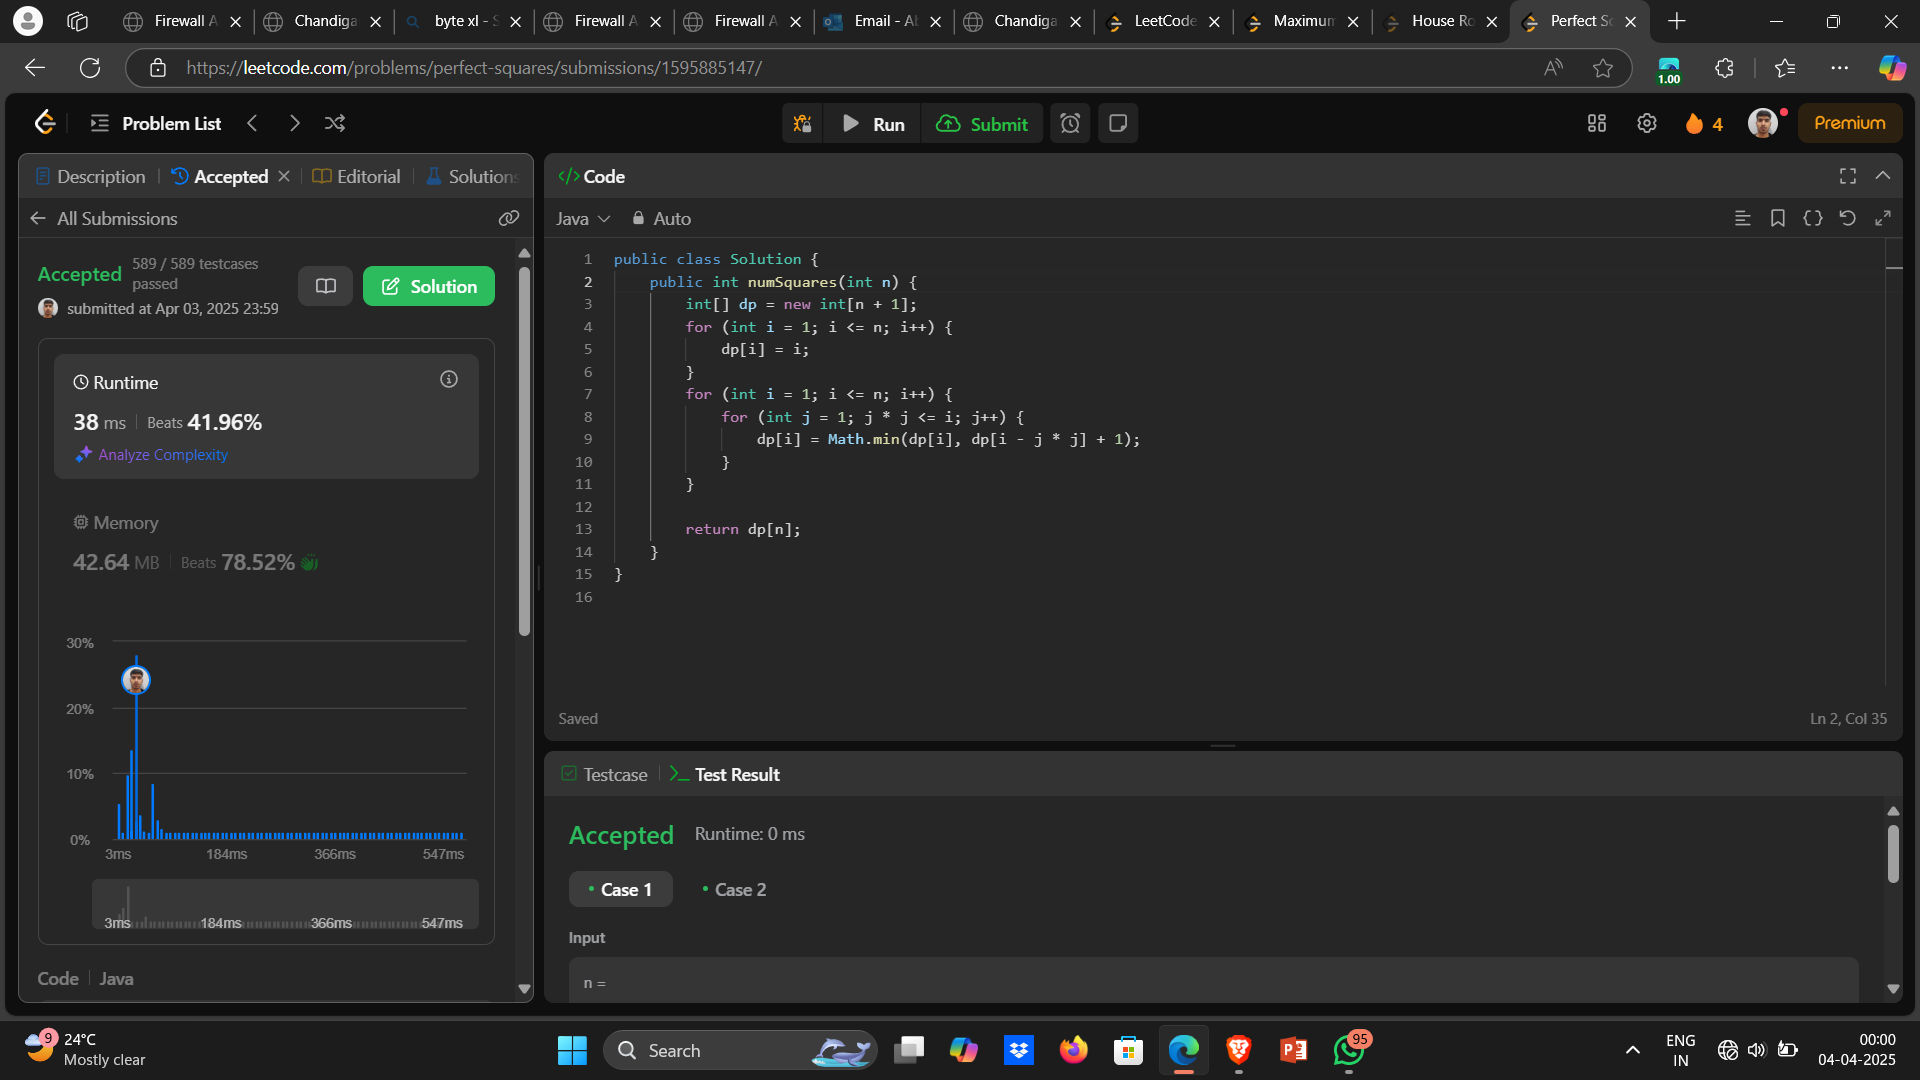 Firewall A
Chandiga
byte xl - S
Firewall A
Firewall A
Email - Al
Chandiga
LeetCode
Maximum
House Ro
Perfect So
https://leetcode.com/problems/perfect-squares/submissions/1595885147/
1.00
Problem List
Run
Submit
4
Premium
Description
Accepted
Editorial
Solutions
All Submissions
Accepted
589 / 589 testcases
passed
submitted at Apr 03, 2025 23:59
Solution
Runtime
38 ms
Beats 41.96%
Analyze Complexity
Memory
42.64 MB
Beats 78.52%
30%
20%
10%
0%
3ms
184ms
366ms
547ms
3ms
184ms
366ms
547ms
Code
Java
</> Code
Java
Auto
1 public class Solution {
2 public int numSquares(int n) {
3 int[] dp = new int[n + 1];
4 for (int i = 1; i <= n; i++) {
5 dp[i] = i;
6 }
7 for (int i = 1; i <= n; i++) {
8 for (int j = 1; j * j <= i; j++) {
9 dp[i] = Math.min(dp[i], dp[i - j * j] + 1);
10 }
11 }
12
13 return dp[n];
14 }
15 }
16
Saved
Ln 2, Col 35
Testcase
Test Result
Accepted
Runtime: 0 ms
Case 1
Case 2
Input
n =
9
24°C
Mostly clear
Search
95
ENG
IN
00:00
04-04-2025